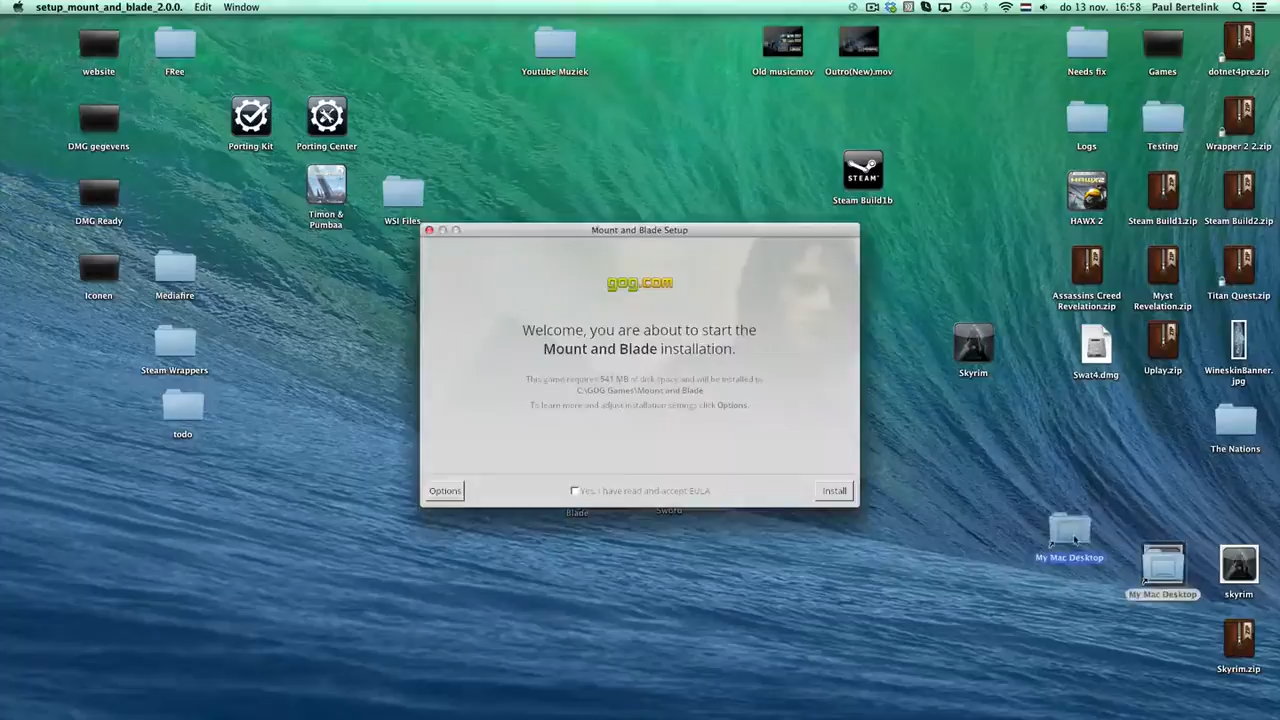 setup_mount_and_blade_2.0.0. Edit Window do 13 nov. 16:58 Paul Bertelink
website
FRee
Youtube Muziek
Old music.mov
Outro(New).mov
Needs fix
Games
dotnet4pre.zip
DMG gegevens
Porting Kit
Porting Center
Logs
Testing
Wrapper 2 2.zip
STEAM
Steam Build1b
DMG Ready
Timon &
Pumbaa
WSI Files
HAWX 2
HAWX 2
Steam Build1.zip
Steam Build2.zip
Mount and Blade Setup
gog.com
Welcome, you are about to start the
Mount and Blade installation.
This game requires 541 MB of disk space and will be installed to
C:\GOG Games\Mount and Blade
To learn more and adjust installation settings click Options.
Options
Yes, I have read and accept EULA
Install
Iconen
Mediafire
Assassins Creed
Revelation.zip
Myst
Revelation.zip
Titan Quest.zip
Steam Wrappers
Skyrim
Swat4.dmg
Uplay.zip
WineskinBanner.
jpg
todo
The Nations
Blade
Sword
My Mac Desktop
My Mac Desktop
skyrim
Skyrim.zip